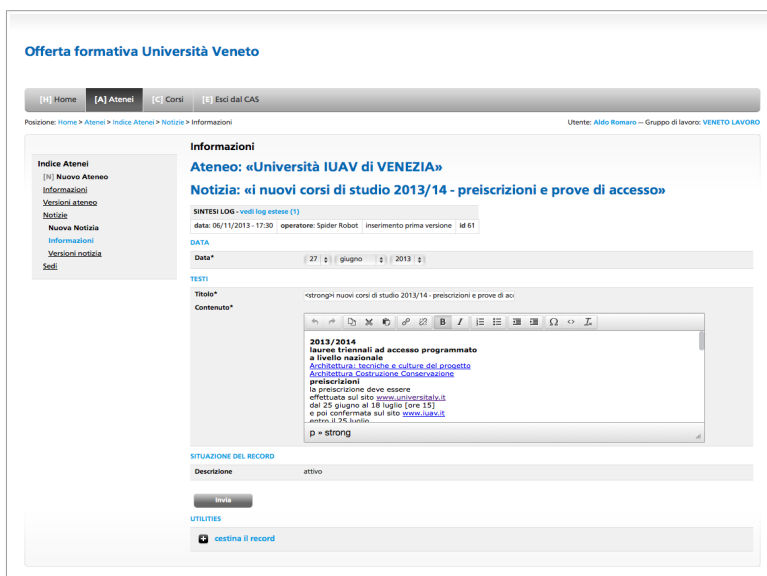 Offerta formativa Università Veneto
[H] Home [A] Atenei [C] Corsi [E] Esci dal CAS
Posizione: Home > Atenei > Indice Atenei > Notizie > Informazioni
Utente: Aldo Romaro -- Gruppo di lavoro: VENETO LAVORO
Indice Atenei
[N] Nuovo Ateneo
Informazioni
Versioni ateneo
Notizie
Nuova Notizia
Informazioni
Versioni notizia
Sedi
Informazioni
Ateneo: «Università IUAV di VENEZIA»
Notizia: «i nuovi corsi di studio 2013/14 - preiscrizioni e prove di accesso»
SINTESI LOG - vedi log estese (1)
data: 06/11/2013 - 17:30 operatore: Spider Robot inserimento prima versione id 61
DATA
Data* 27 giugno 2013
TESTI
Titolo* <strong>i nuovi corsi di studio 2013/14 - preiscrizioni e prove di acc
Contenuto*
2013/2014
lauree triennali ad accesso programmato
a livello nazionale
Architettura: tecniche e culture del progetto
Architettura Costruzione Conservazione
preiscrizioni
la preiscrizione deve essere
effettuata sul sito www.universitaly.it
dal 25 giugno al 18 luglio [ore 15]
e poi confermata sul sito www.iuav.it
entro il 25 luglio
p » strong
SITUAZIONE DEL RECORD
Descrizione attivo
Invia
UTILITIES
cestina il record